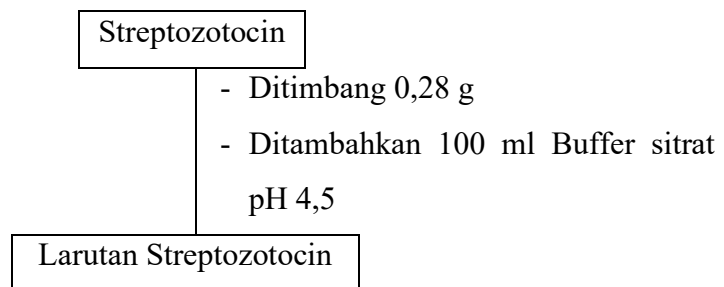 Streptozotocin
- Ditimbang 0,28 g
- Ditambahkan 100 ml Buffer sitrat
pH 4,5
Larutan Streptozotocin